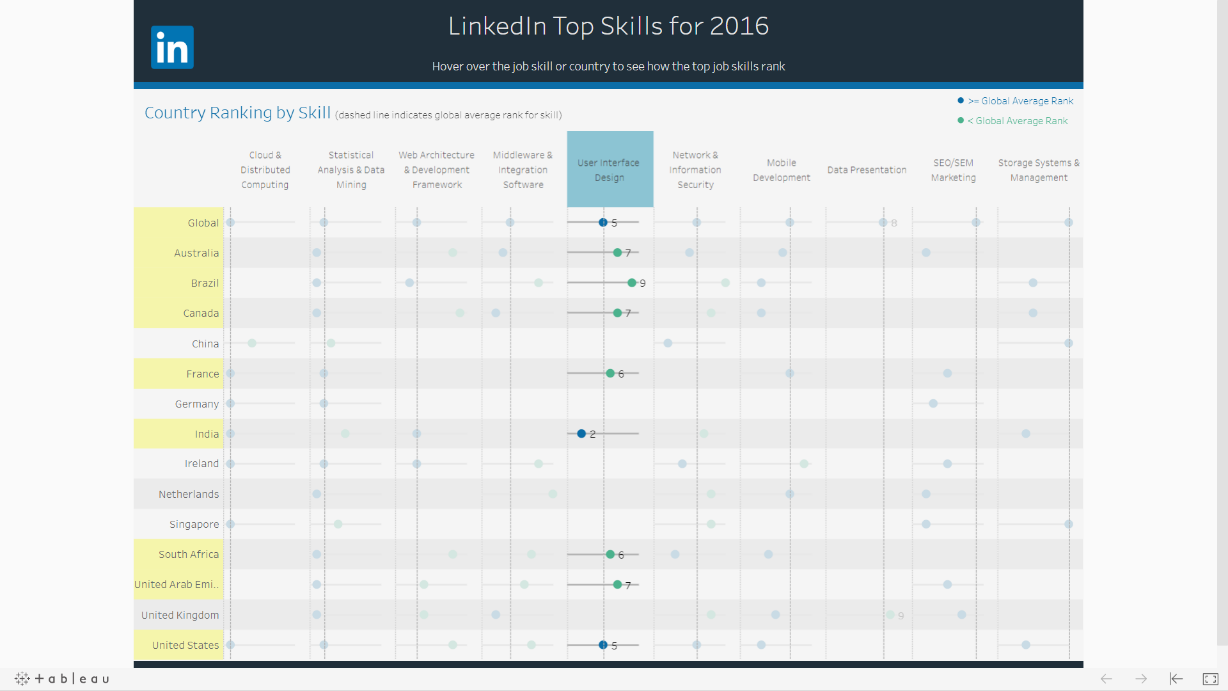 in
LinkedIn Top Skills for 2016
Hover over the job skill or country to see how the top job skills rank
Country Ranking by Skill (dashed line indicates global average rank for skill)
>= Global Average Rank
< Global Average Rank
Cloud &
Distributed
Computing
Statistical
Analysis & Data
Mining
Web Architecture
& Development
Framework
Middleware &
Integration
Software
User Interface
Design
Network &
Information
Security
Mobile
Development
Data Presentation
SEO/SEM
Marketing
Storage Systems &
Management
Global 5 8
Australia 7
Brazil 9
Canada 7
China
France 6
Germany
India 2
Ireland
Netherlands
Singapore
South Africa 6
United Arab Emi.. 7
United Kingdom 9
United States 5
+ableau